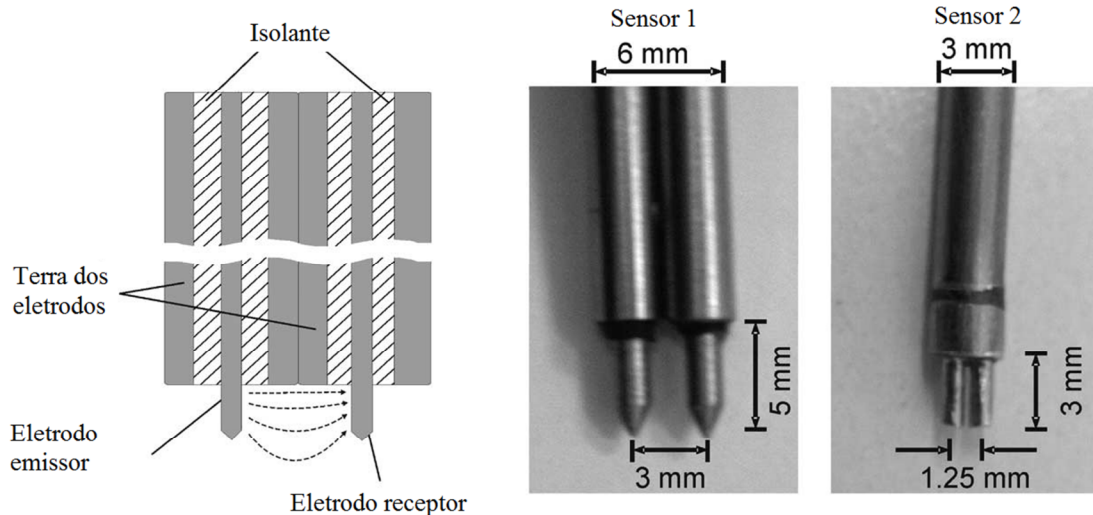 Isolante
Terra dos
eletrodos
Eletrodo
emissor
Eletrodo receptor
Sensor 1
6 mm
5 mm
3 mm
Sensor 2
3 mm
3 mm
1.25 mm